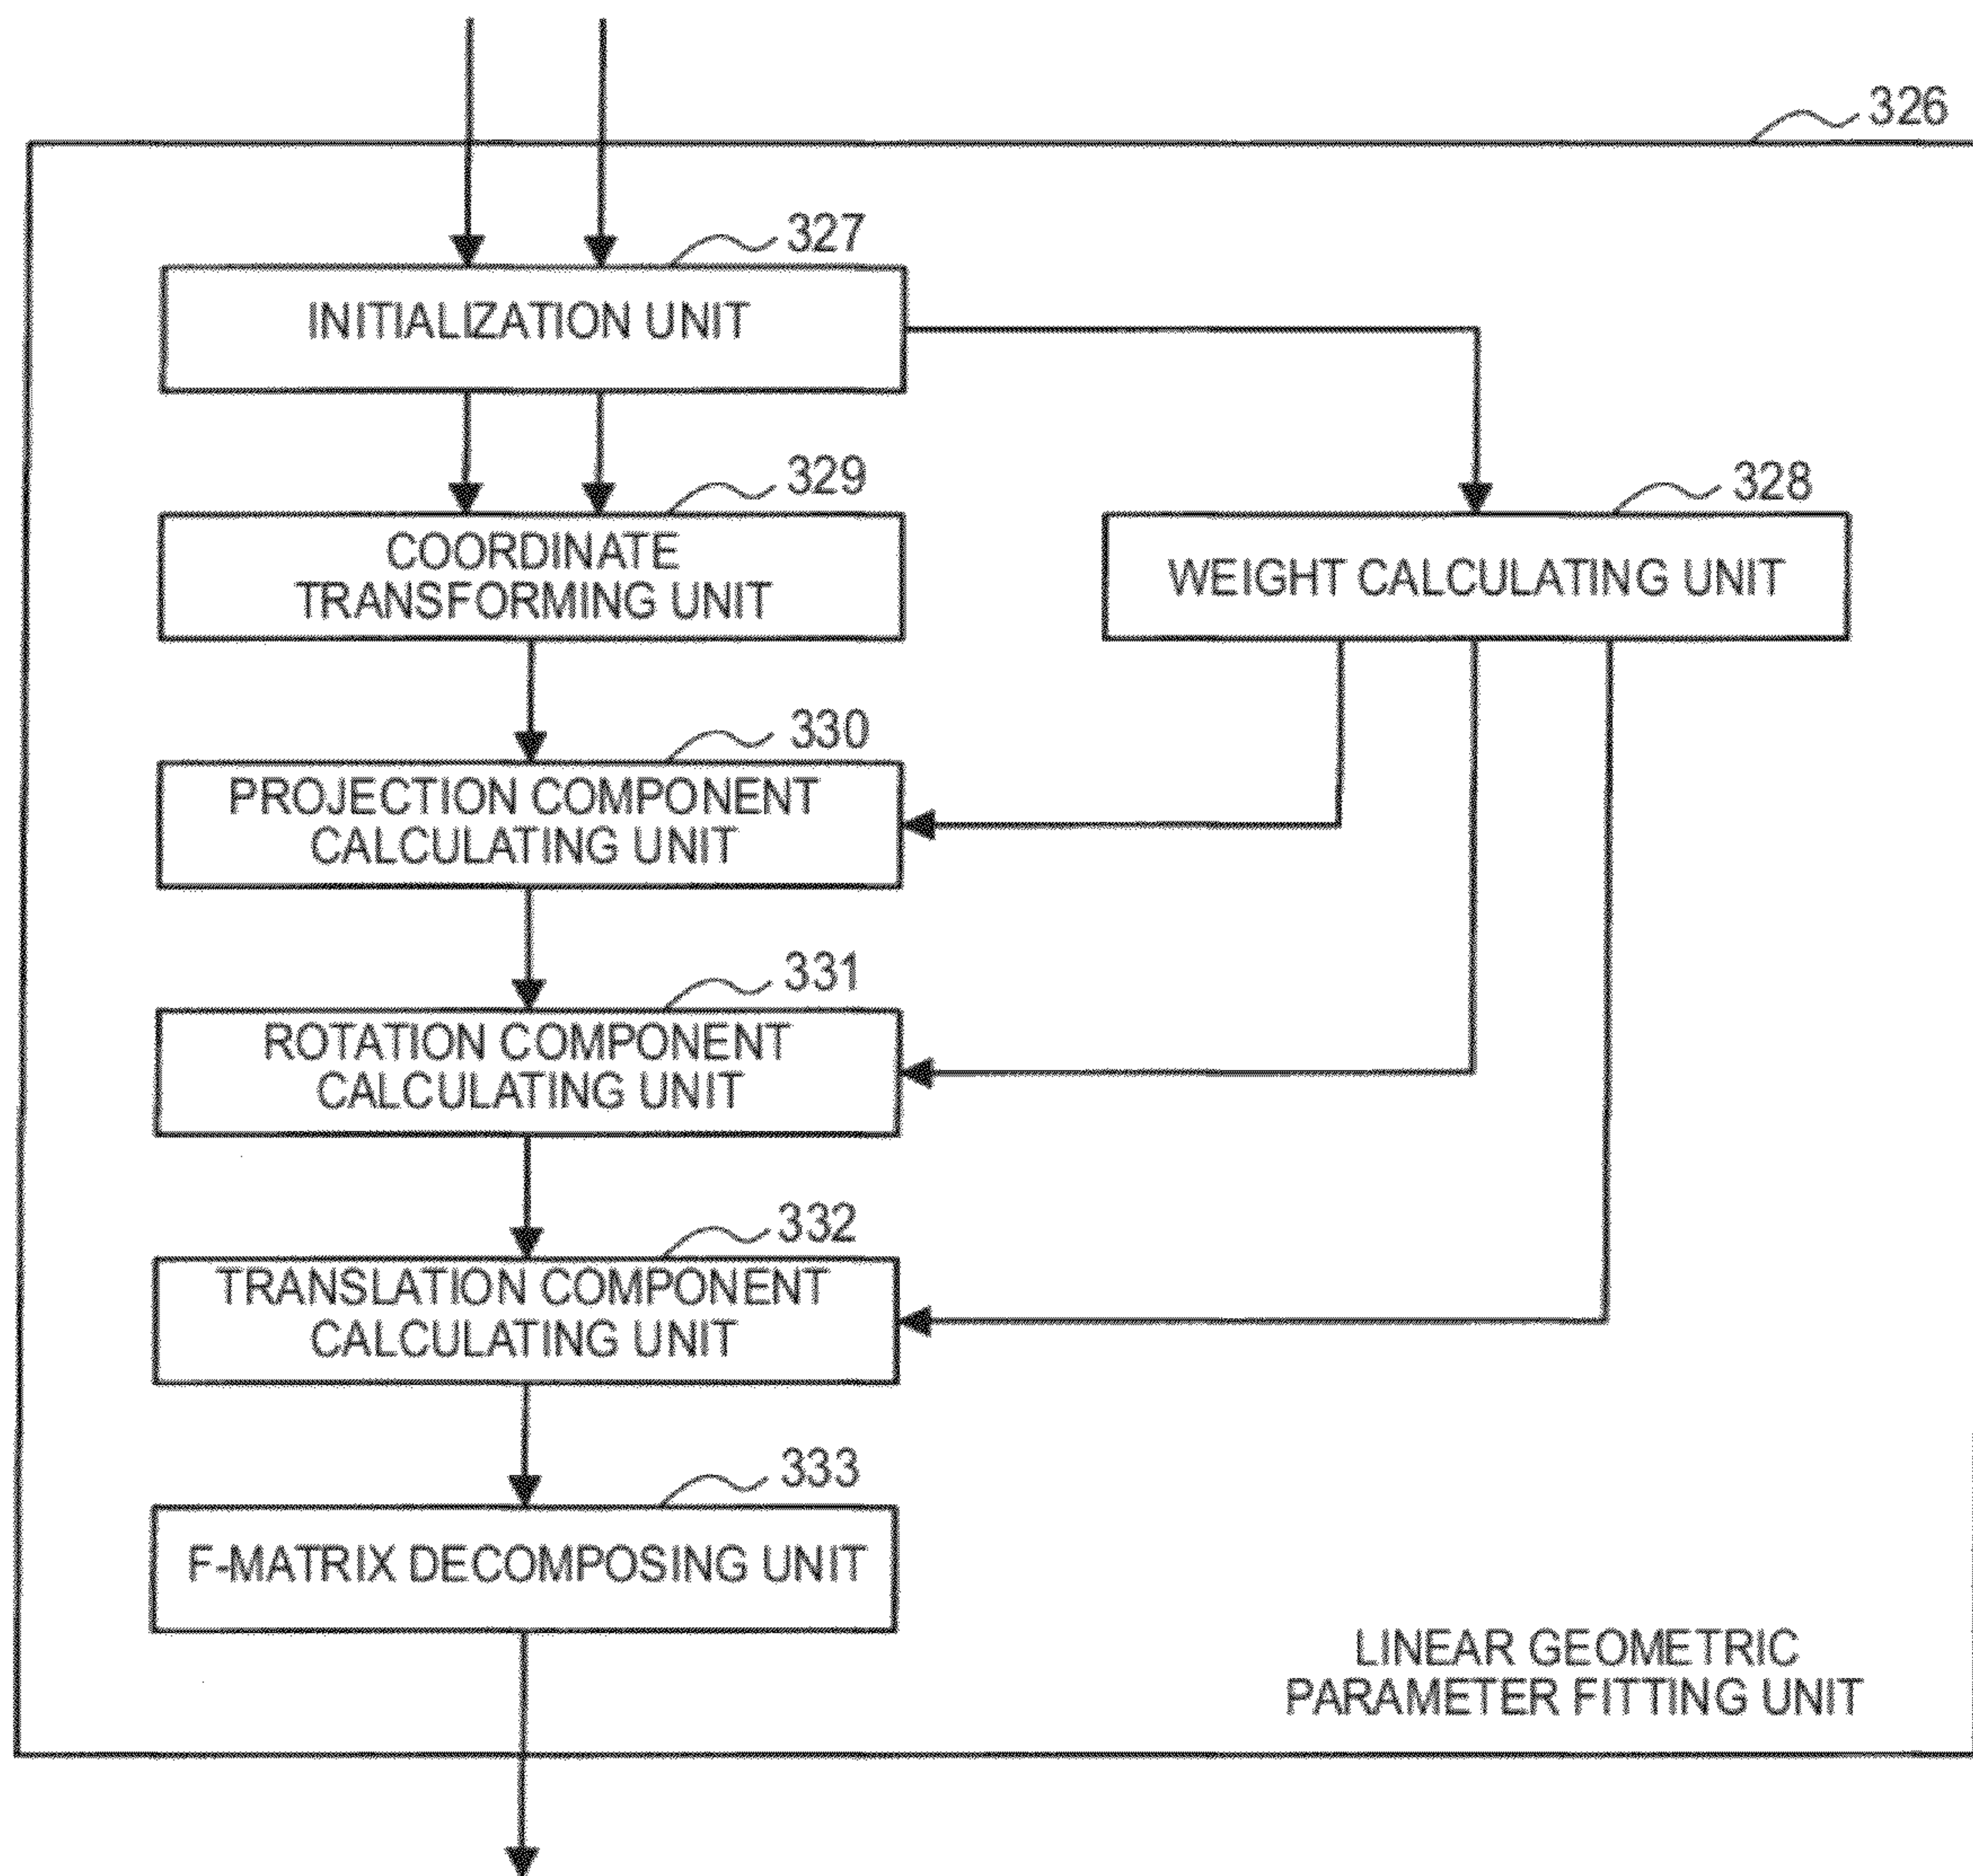 326
327
INITIALIZATION UNIT
329
COORDINATE
TRANSFORMING UNIT
328
WEIGHT CALCULATING UNIT
330
PROJECTION COMPONENT
CALCULATING UNIT
331
ROTATION COMPONENT
CALCULATING UNIT
332
TRANSLATION COMPONENT
CALCULATING UNIT
333
F-MATRIX DECOMPOSING UNIT
LINEAR GEOMETRIC
PARAMETER FITTING UNIT